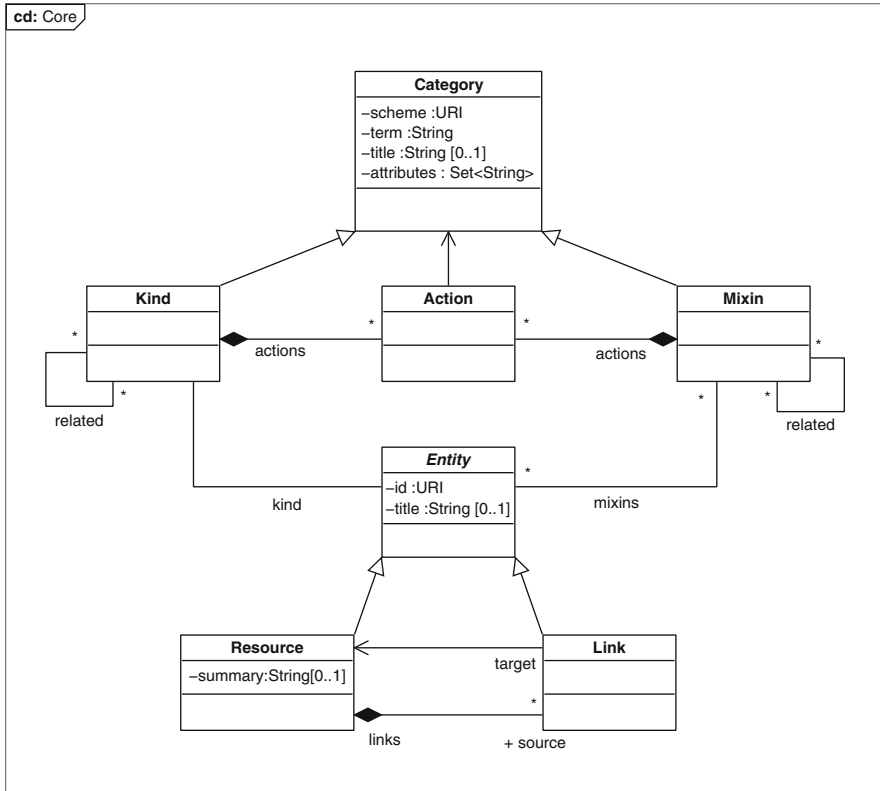 cd: Core
Category
–scheme :URI
–term :String
–title :String [0..1]
–attributes : Set<String>
Kind
Action
Mixin
*
*
*
*
actions
actions
*
*
related
related
*
Entity
*
–id :URI
–title :String [0..1]
kind
mixins
Resource
Link
–summary:String[0..1]
target
*
links
+ source